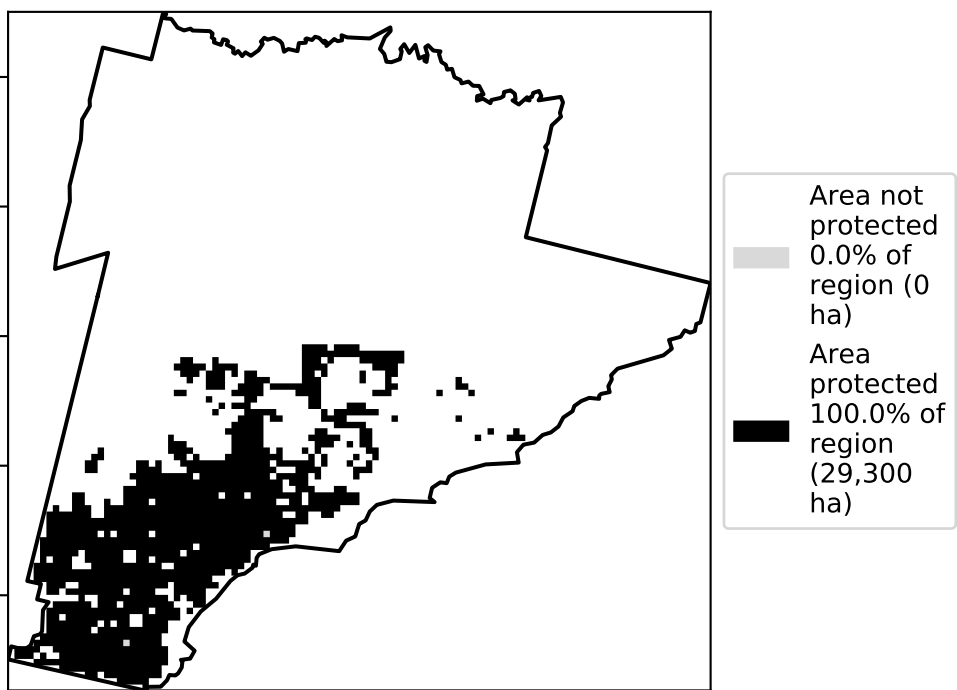 Area not
protected
0.0% of
region (0
ha)
Area
protected
100.0% of
region
(29,300
ha)